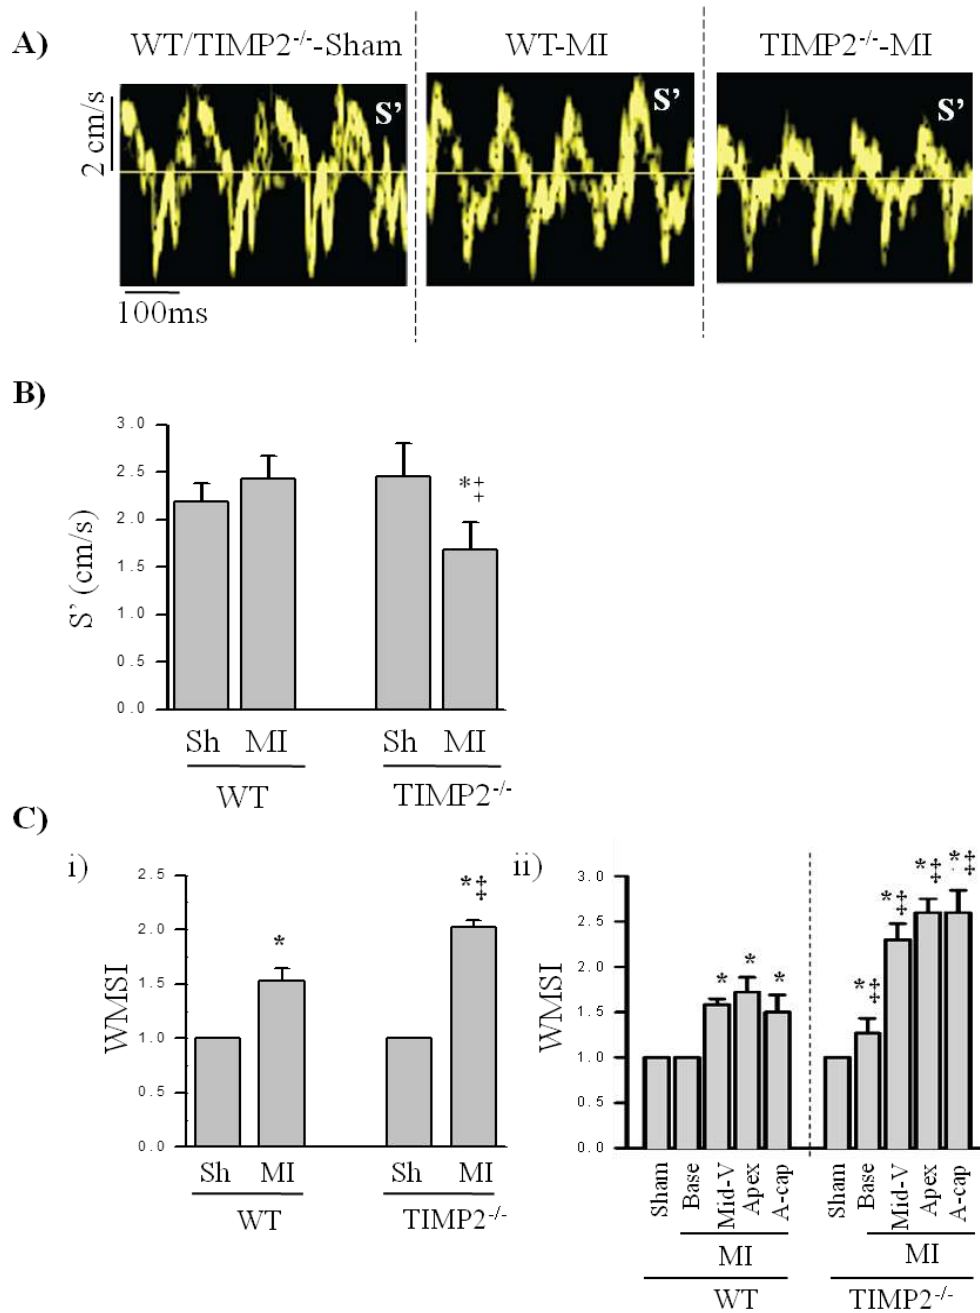 A)
WT/TIMP2-/--Sham
WT-MI
TIMP2-/--MI
2 cm/s
S’
S’
S’
100ms
B)
S’ (cm/s)
3.0
2.5
2.0
1.5
1.0
0.5
0.0
*‡
Sh MI
Sh MI
WT
TIMP2-/-
C)
i)
WMSI
2.5
2.0
1.5
1.0
0.5
0.0
*
*‡
Sh MI
Sh MI
WT
TIMP2-/-
ii)
WMSI
3.0
2.5
2.0
1.5
1.0
0.5
0.0
* * *
*‡ *‡ *‡ *‡
Sham Base Mid-V Apex A-cap
Sham Base Mid-V Apex A-cap
MI
MI
WT
TIMP2-/-